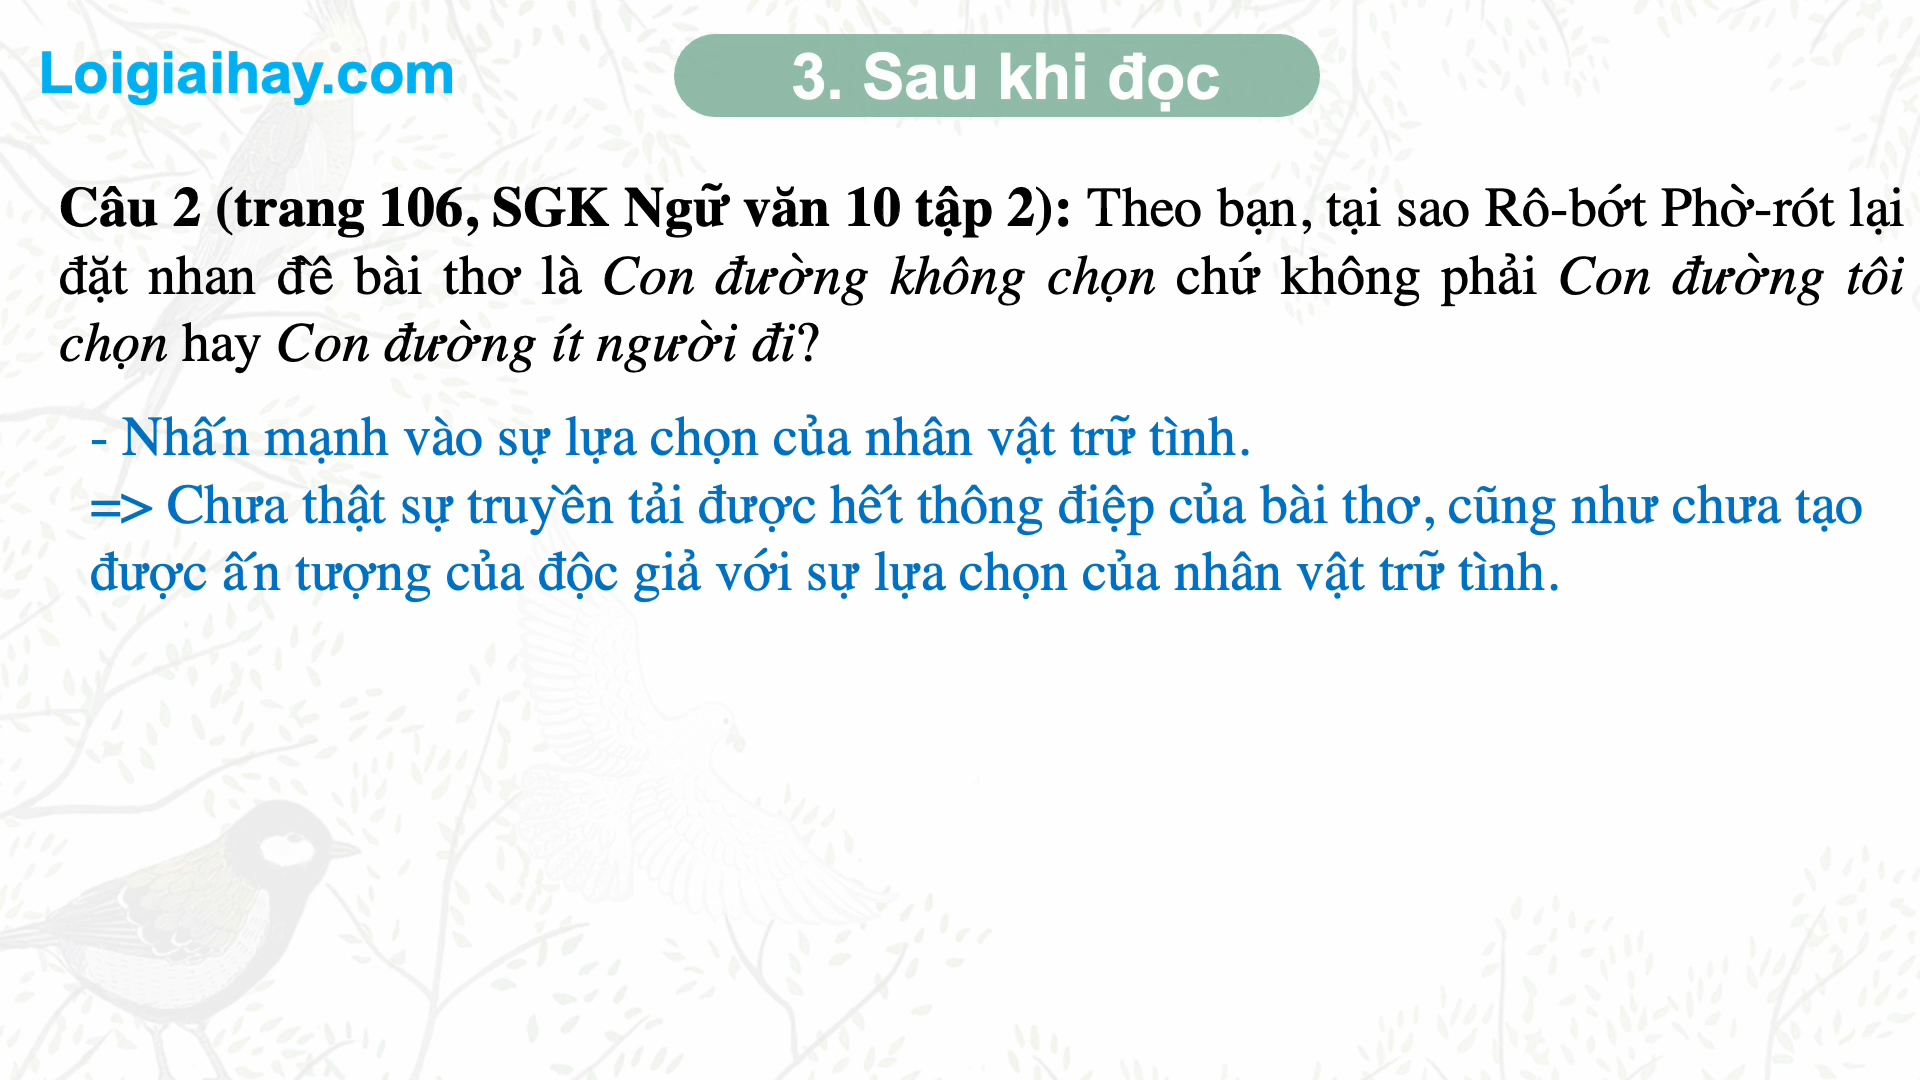 Loigiaihay.com
3. Sau khi đọc
Câu 2 (trang 106, SGK Ngữ văn 10 tập 2): Theo bạn, tại sao Rô-bớt Phờ-rót lại
đặt nhan đề bài thơ là Con đường không chọn chứ không phải Con đường tôi
chọn hay Con đường ít người đi?
- Nhấn mạnh vào sự lựa chọn của nhân vật trữ tình.
=> Chưa thật sự truyền tải được hết thông điệp của bài thơ, cũng như chưa tạo
được ấn tượng của độc giả với sự lựa chọn của nhân vật trữ tình.